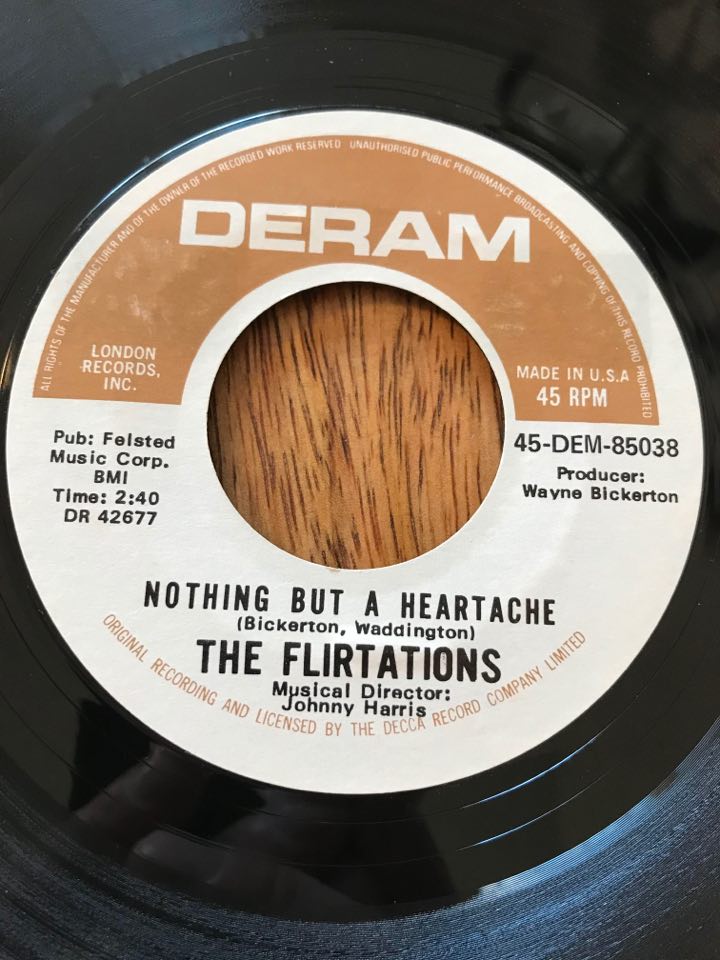 ALL RIGHTS OF THE MANUFACTURER AND OF THE OWNER OF THE RECORDED WORK RESERVED UNAUTHORISED PUBLIC PERFORMANCE BROADCASTING AND COPYING OF THIS RECORD PROHIBITED
DERAM
LONDON
RECORDS,
INC.
MADE IN U.S.A
45 RPM
Pub: Felsted
Music Corp.
BMI
Time: 2:40
DR 42677
45-DEM-85038
Producer:
Wayne Bickerton
NOTHING BUT A HEARTACHE
(Bickerton, Waddington)
THE FLIRTATIONS
Musical Director:
Johnny Harris
ORIGINAL RECORDING AND LICENSED BY THE DECCA RECORD COMPANY LIMITED